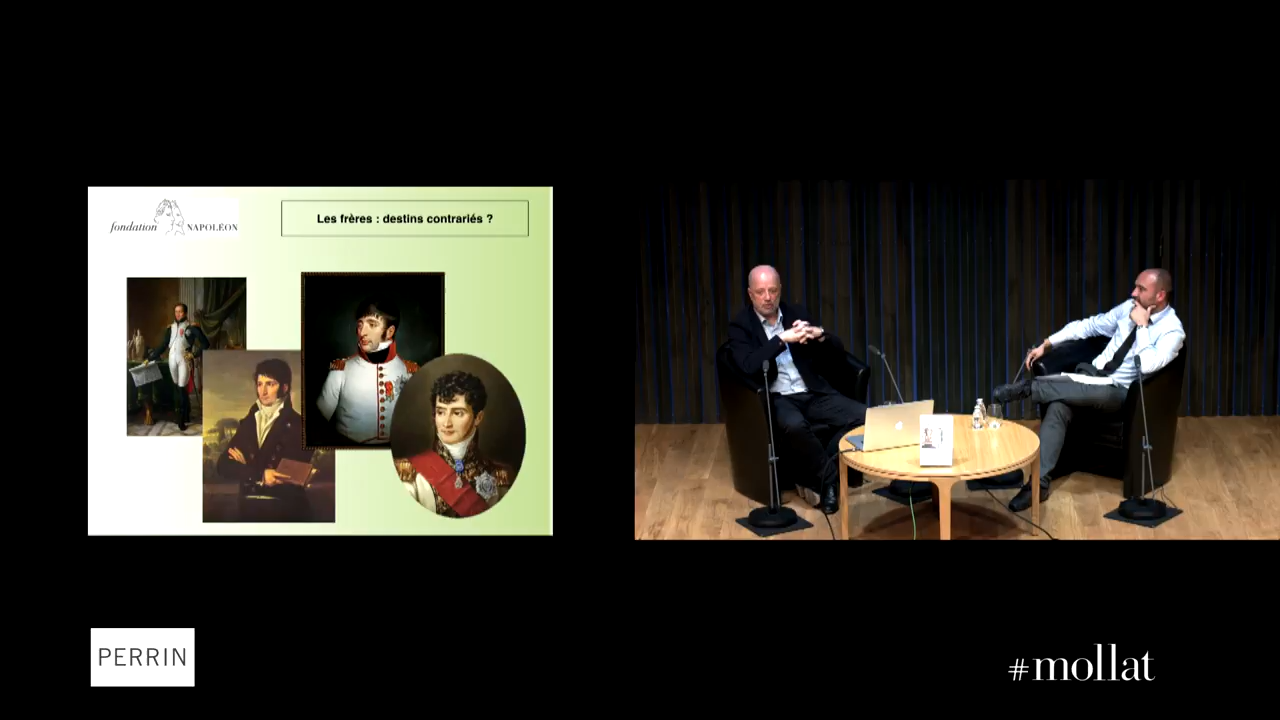 fondation NAPOLÉON
Les frères : destins contrariés ?
PERRIN
#mollat